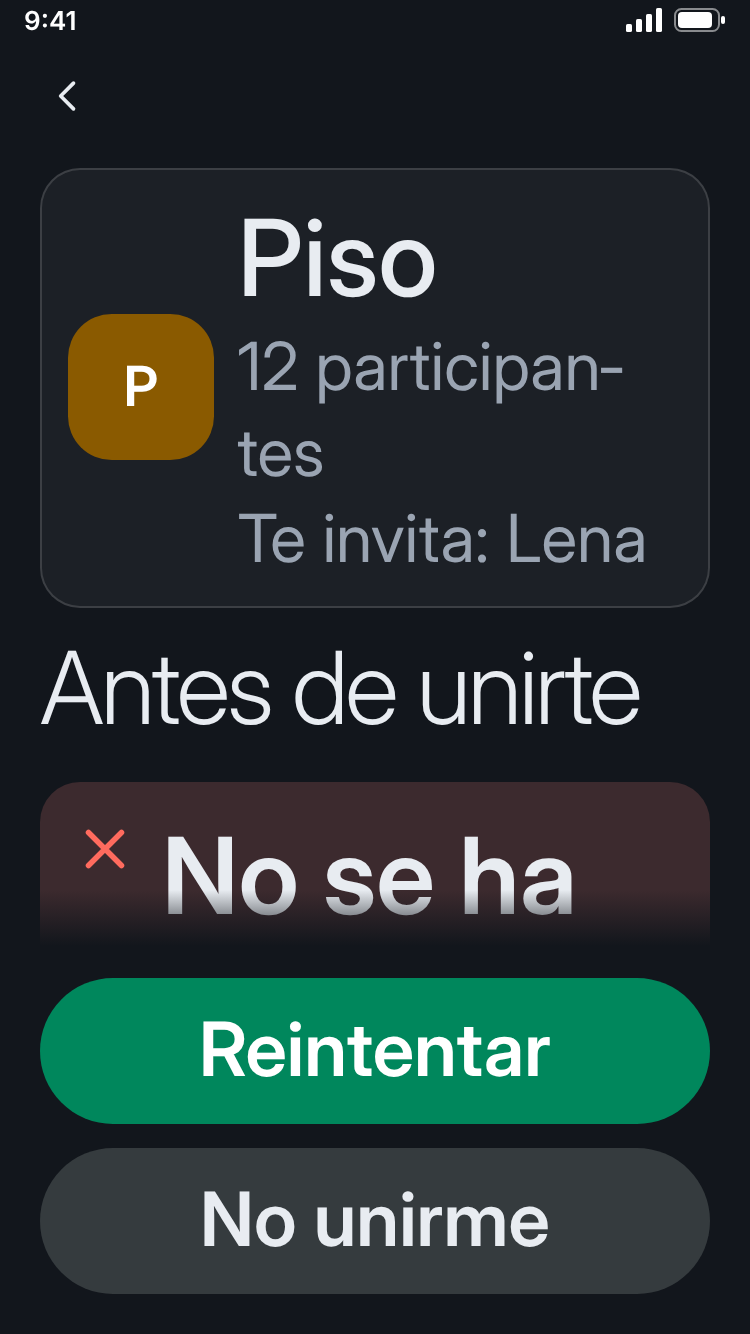 9:41
Piso
P
12 participan-
tes
Te invita: Lena
Antes de unirte
No se ha
Reintentar
No unirme